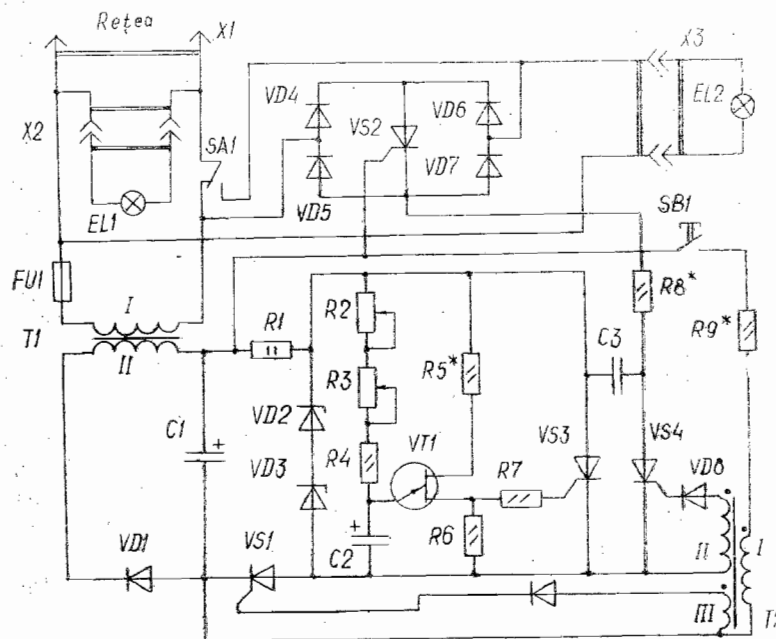 Rețea
X1
X3
X2
EL2
VD4
VS2
VD6
SA1
VD7
EL1
VD5
SB1
FU1
I
R1
R2
R8*
T1
II
C3
R9*
R3
R5*
C1
+
VD2
VS3
VS4
R4
VT1
VD3
R7
VD8
+
R6
II
I
VD1
VS1
C2
III